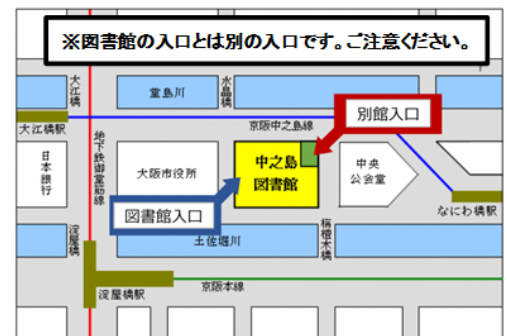 ※図書館の入口とは別の入口です。ご注意ください。
大江橋
堂島川
水晶橋
別館入口
大江橋駅
京阪中之島線
地下鉄御堂筋線
日本銀行
大阪市役所
中之島
図書館
中央
公会堂
図書館入口
なにわ橋駅
淀屋橋
土佐堀川
栴檀木橋
淀屋橋駅
京阪本線